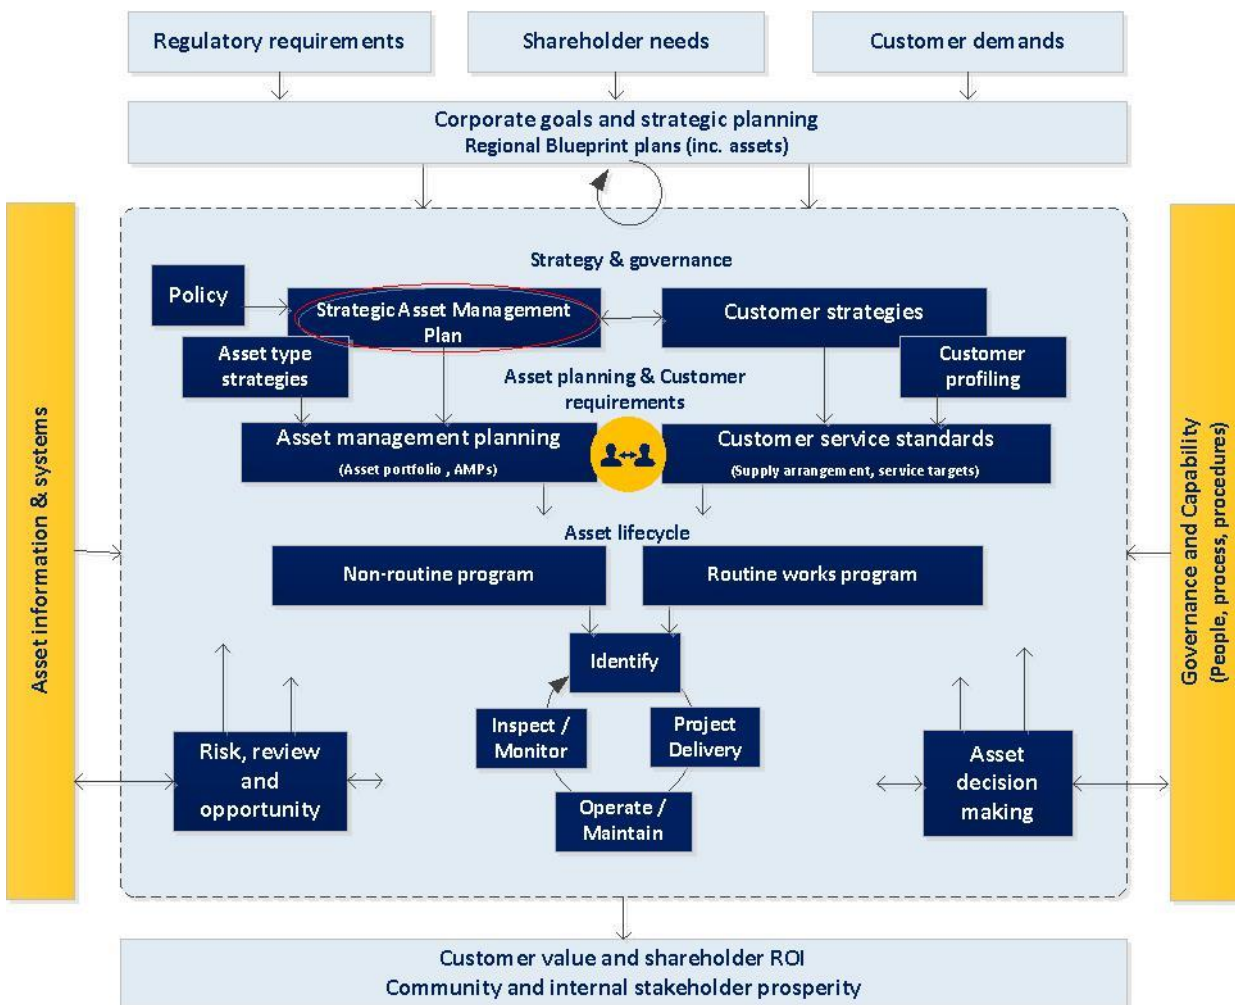 Regulatory requirements
Shareholder needs
Customer demands
Corporate goals and strategic planning
Regional Blueprint plans (inc. assets)
Asset information & systems
Governance and Capability
(People, process, procedures)
Strategy & governance
Policy
Strategic Asset Management
Plan
Customer strategies
Asset type
strategies
Customer
profiling
Asset planning & Customer
requirements
Asset management planning
(Asset portfolio , AMPs)
Customer service standards
(Supply arrangement, service targets)
Asset lifecycle
Non-routine program
Routine works program
Identify
Inspect /
Monitor
Project
Delivery
Operate /
Maintain
Risk, review
and
opportunity
Asset
decision
making
Customer value and shareholder ROI
Community and internal stakeholder prosperity